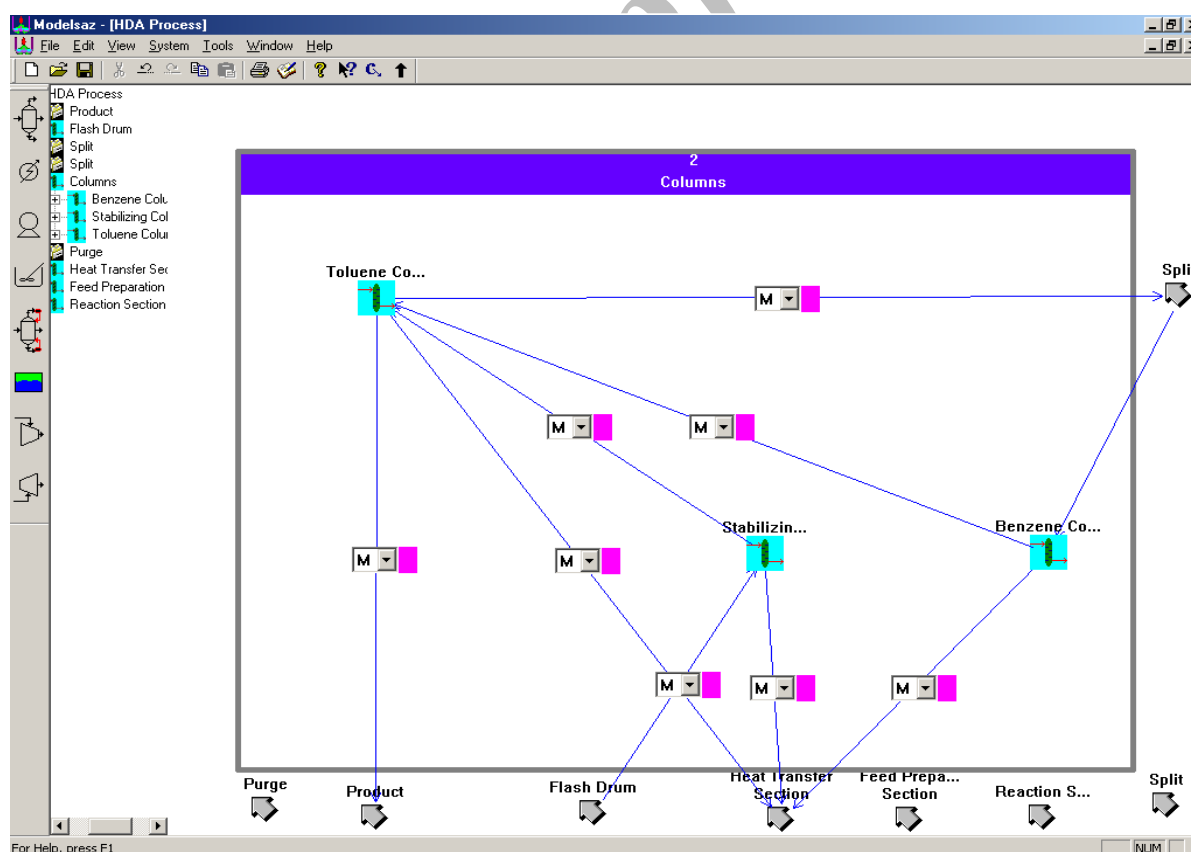 Modelsaz - [HDA Process]
File Edit View System Tools Window Help
HDA Process
Product
Flash Drum
Split
Split
Columns
Benzene Colu
Stabilizing Col
Toluene Colur
Purge
Heat Transfer Sec
Feed Preparation
Reaction Section
2
Columns
Toluene Co...
Spli
M
M
M
Stabilizin...
Benzene Co...
M
M
M
M
M
Purge
Product
Flash Drum
Heat Transfer
Section
Feed Prepa...
Section
Reaction S...
Split
For Help, press F1
NUM